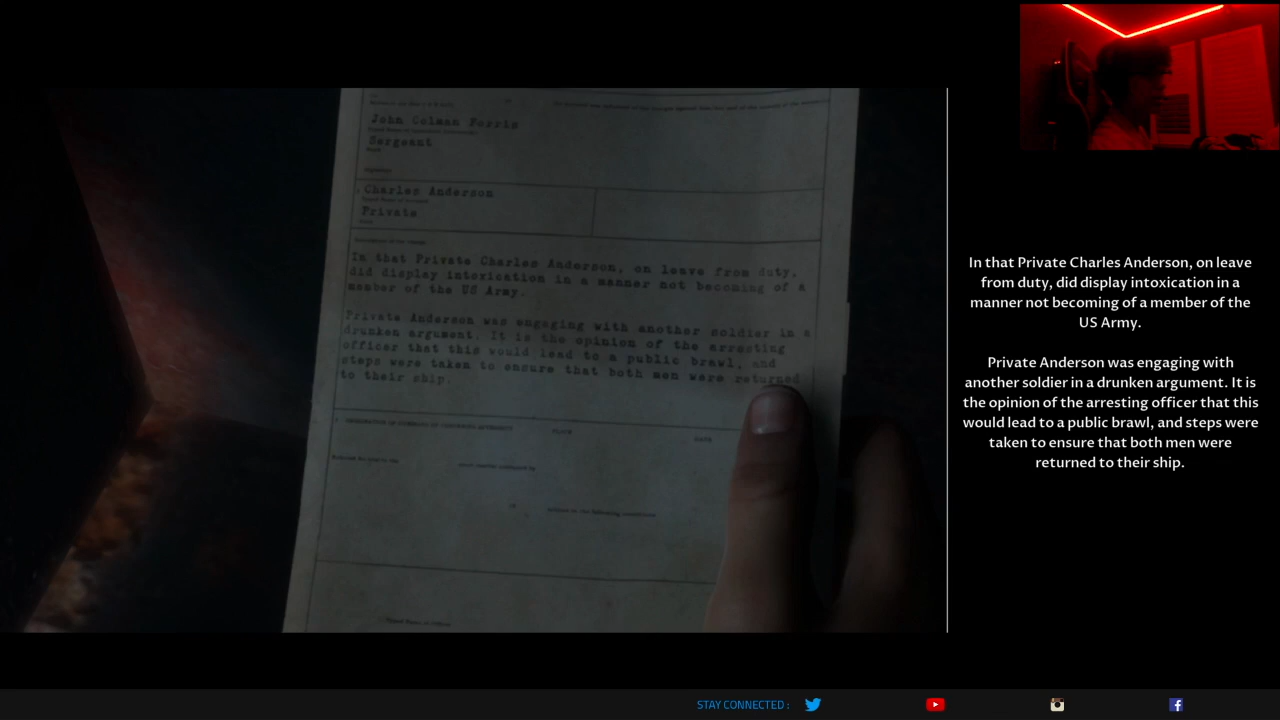 John Colman Ferris
Sergeant
Charles Anderson
Private
In that Private Charles Anderson, on leave from duty,
did display intoxication in a manner not becoming of a
member of the US Army.
Private Anderson was engaging with another soldier in a
drunken argument. It is the opinion of the arresting
officer that this would lead to a public brawl, and
steps were taken to ensure that both men were returned
to their ship.
DATE
In that Private Charles Anderson, on leave
from duty, did display intoxication in a
manner not becoming of a member of the
US Army.
Private Anderson was engaging with
another soldier in a drunken argument. It is
the opinion of the arresting officer that this
would lead to a public brawl, and steps were
taken to ensure that both men were
returned to their ship.
STAY CONNECTED :